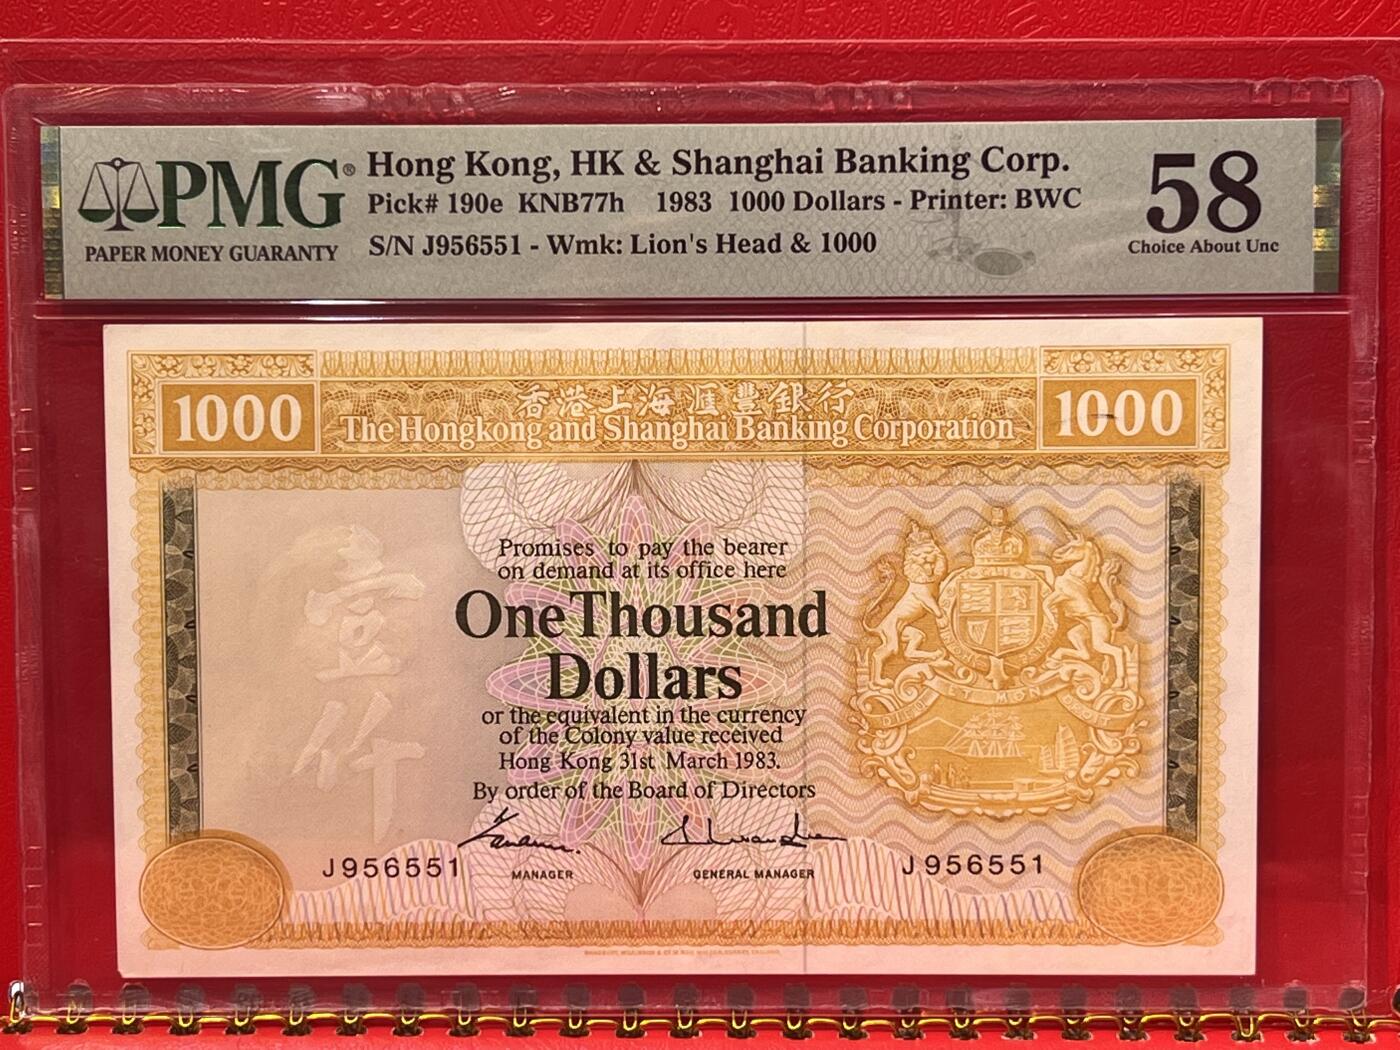 PMG®
PAPER MONEY GUARANTY
Hong Kong, HK & Shanghai Banking Corp.
Pick# 190e KNB77h 1983 1000 Dollars - Printer: BWC
S/N J956551 - Wmk: Lion's Head & 1000
58
Choice About Unc
1000
香港上海滙豐銀行
The Hongkong and Shanghai Banking Corporation
1000
壹仟
Promises to pay the bearer
on demand at its office here
One Thousand
Dollars
or the equivalent in the currency
of the Colony value received
Hong Kong 31st March 1983.
By order of the Board of Directors
MANAGER
GENERAL MANAGER
J956551
J956551
DIEU ET MON DROIT